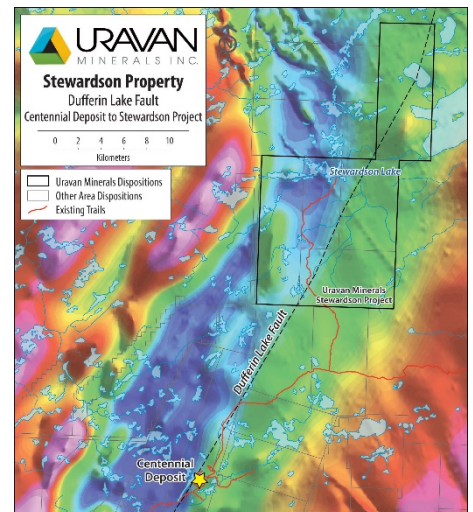 URAVAN
MINERALS INC.
Stewardson Property
Dufferin Lake Fault
Centennial Deposit to Stewardson Project
0 2 4 6 8 10
Kilometers
Uravan Minerals Dispositions
Other Area Dispositions
Existing Trails
Stewardson Lake
Uravan Minerals
Stewardson Project
Dufferin Lake Fault
Centennial
Deposit